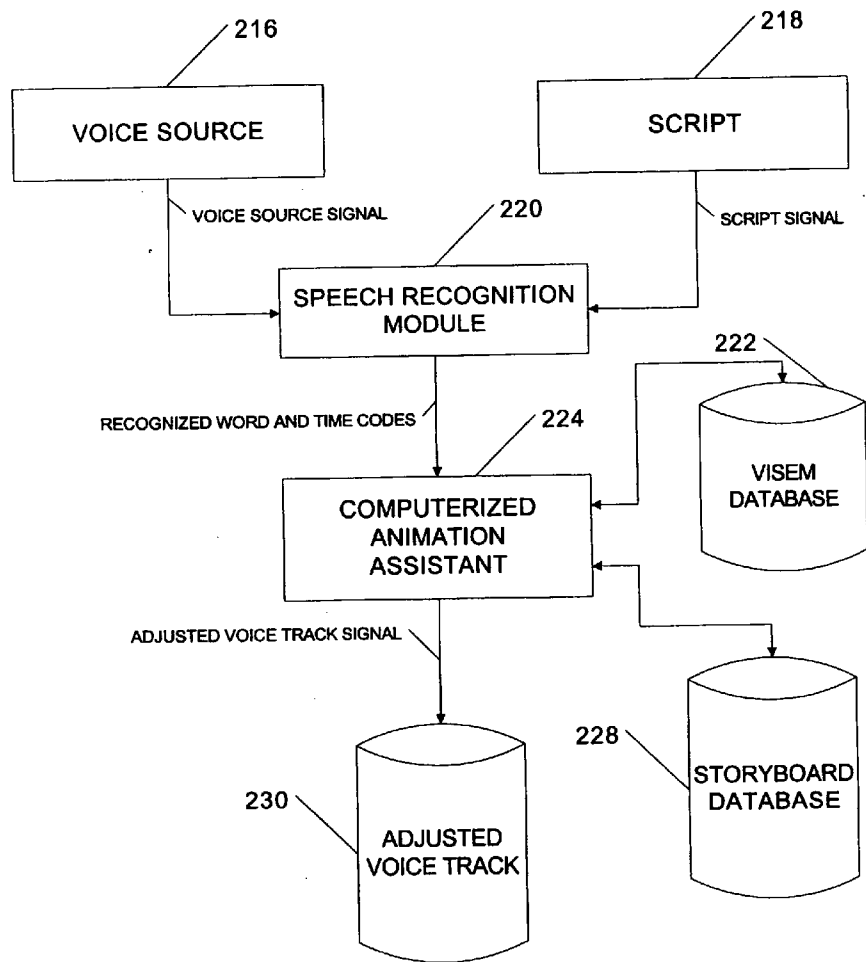 216
218
VOICE SOURCE
SCRIPT
VOICE SOURCE SIGNAL
220
SCRIPT SIGNAL
SPEECH RECOGNITION
MODULE
222
RECOGNIZED WORD AND TIME CODES
224
VISEM
DATABASE
COMPUTERIZED
ANIMATION
ASSISTANT
ADJUSTED VOICE TRACK SIGNAL
228
STORYBOARD
DATABASE
230
ADJUSTED
VOICE TRACK